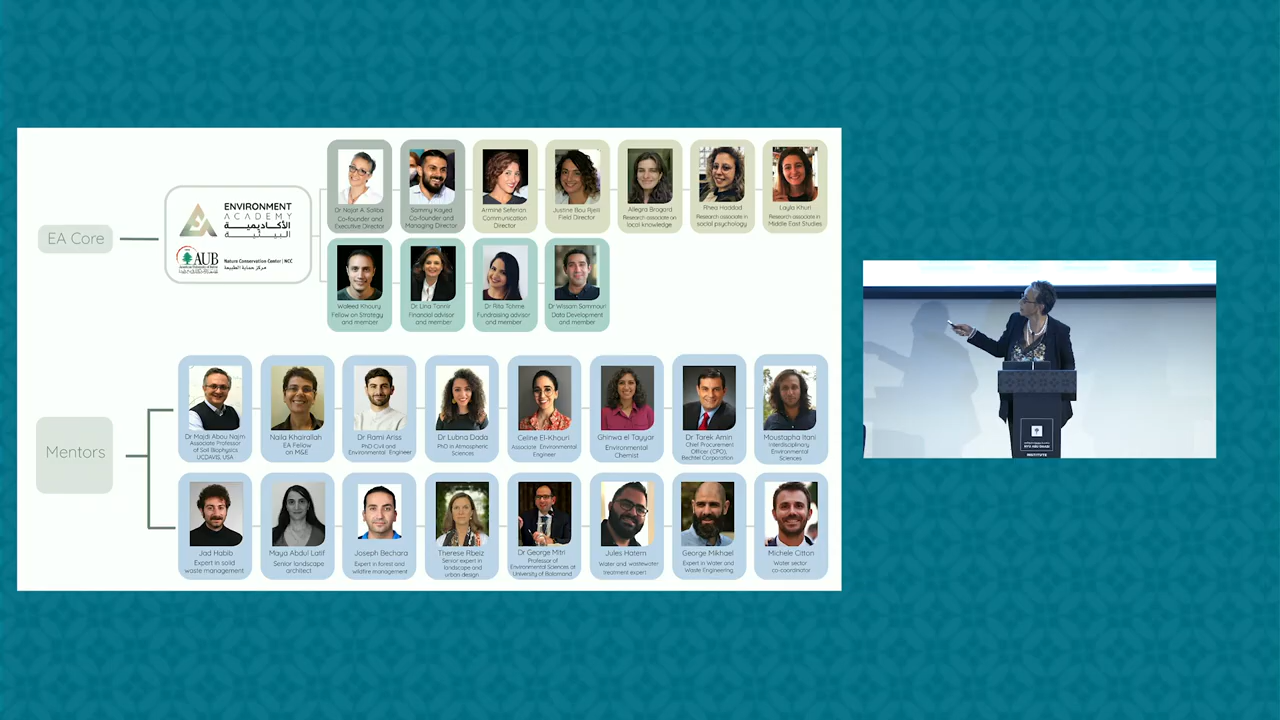 EA Core
ENVIRONMENT
ACADEMY
الأكاديمية
البيئية
AUB
American University of Beirut
Nature Conservation Center | NCC
مركز حماية الطبيعة
Dr Najat A. Saliba
Co-founder and
Executive Director
Sammy Kayed
Co-founder and
Managing Director
Arminé Seferian
Communication
Director
Justine Bou Rjeili
Field Director
Allegra Brogard
Research associate on
local knowledge
Rhea Haddad
Research associate in
social psychology
Layla Khuri
Research associate in
Middle East Studies
Waleed Khoury
Fellow on Strategy
and member
Dr Lina Tannir
Financial advisor
and member
Dr Rita Tohme
Fundraising advisor
and member
Dr Wissam Sammouri
Data Development
and member
Mentors
Dr Majdi Abou Najm
Associate Professor
of Soil Biophysics
UCDAVIS, USA
Naila Khairallah
EA Fellow
on M&E
Dr Rami Ariss
PhD Civil and
Environmental Engineer
Dr Lubna Dada
PhD in Atmospheric
Sciences
Celine El-Khouri
Associate Environmental
Engineer
Ghinwa el Tayyar
Environmental
Chemist
Dr Tarek Amin
Chief Procurement
Officer (CPO),
Bechtel Corporation
Moustapha Itani
Interdisciplinary
Environmental
Sciences
Jad Habib
Expert in solid
waste management
Maya Abdul Latif
Senior landscape
architect
Joseph Bechara
Expert in forest and
wildfire management
Therese Rbeiz
Senior expert in
landscape and
urban design
Dr George Mitri
Professor of
Environmental Sciences at
University of Balamand
Jules Hatem
Water and wastewater
treatment expert
George Mikhael
Expert in Water and
Waste Engineering
Michele Citton
Water sector
co-coordinator
NYU ABU DHABI
INSTITUTE